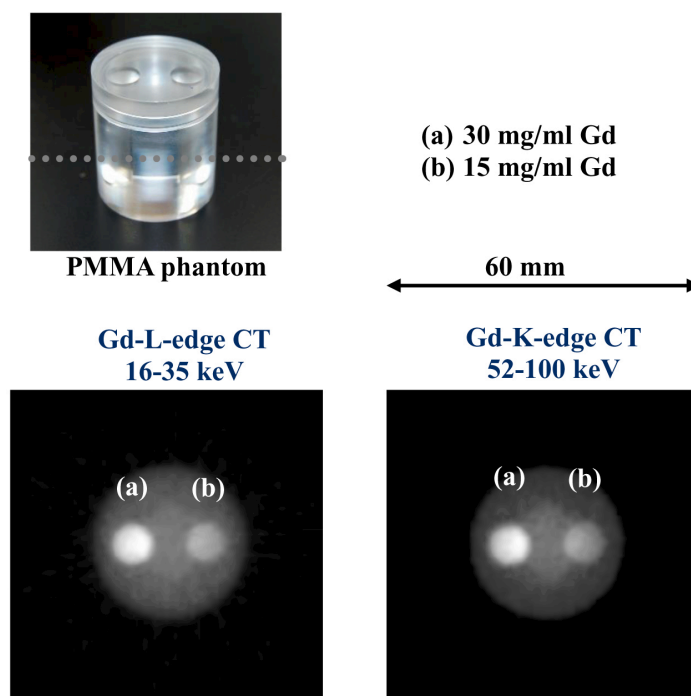 (a) 30 mg/ml Gd
(b) 15 mg/ml Gd
PMMA phantom
60 mm
Gd-L-edge CT
16-35 keV
Gd-K-edge CT
52-100 keV
(a)
(b)
(a)
(b)